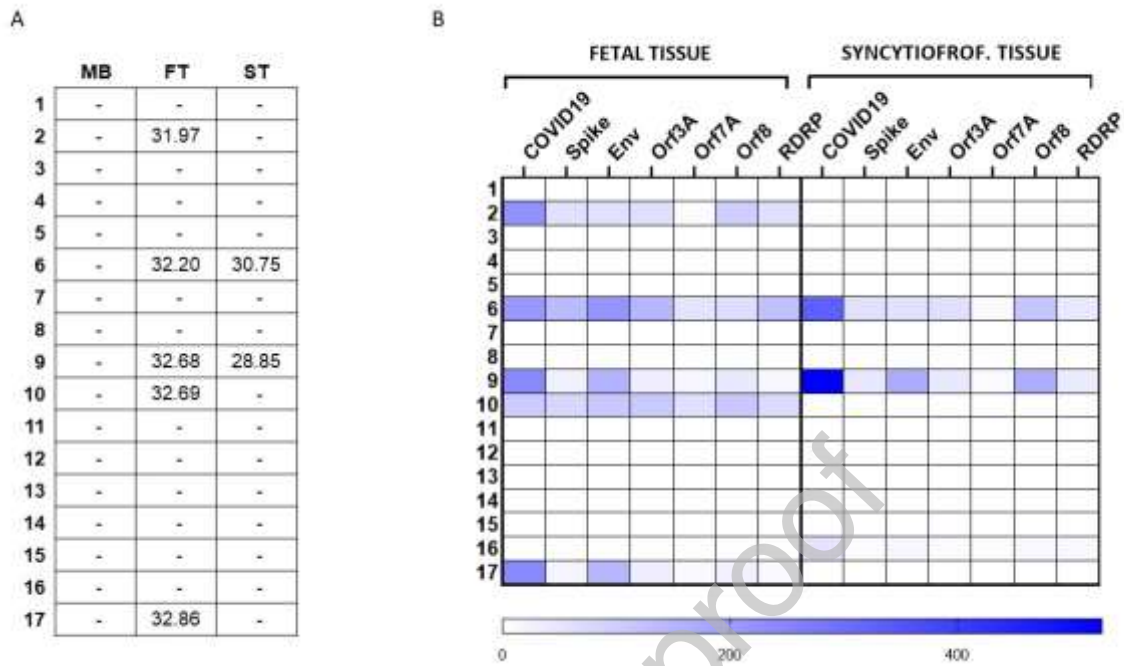 A
MB FT ST
1 - - -
2 - 31.97 -
3 - - -
4 - - -
5 - - -
6 - 32.20 30.75
7 - - -
8 - - -
9 - 32.68 28.85
10 - 32.69 -
11 - - -
12 - - -
13 - - -
14 - - -
15 - - -
16 - - -
17 - 32.86 -
B
FETAL TISSUE SYNCYTIOFROF. TISSUE
COVID19 Spike Env Orf3A Orf7A Orf8 RDRP COVID19 Spike Env Orf3A Orf7A Orf8 RDRP
1
2
3
4
5
6
7
8
9
10
11
12
13
14
15
16
17
0 200 400
proof